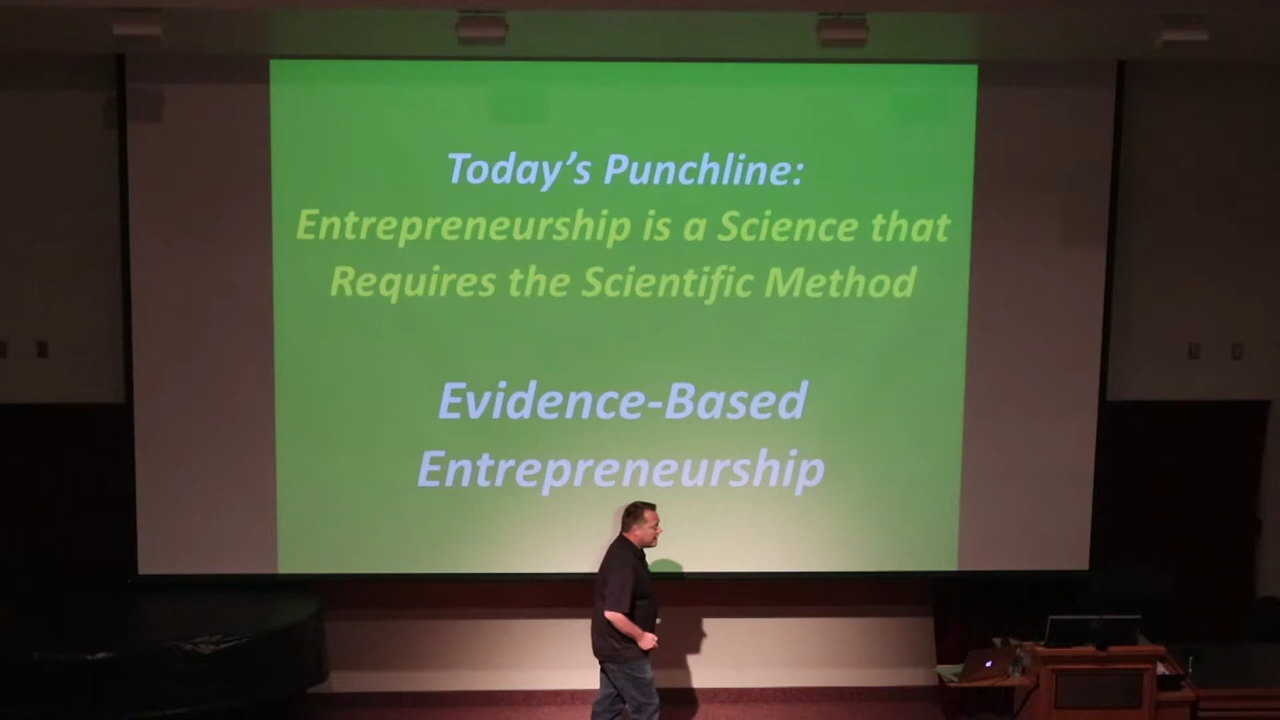 Today's Punchline:
Entrepreneurship is a Science that
Requires the Scientific Method
Evidence-Based
Entrepreneurship